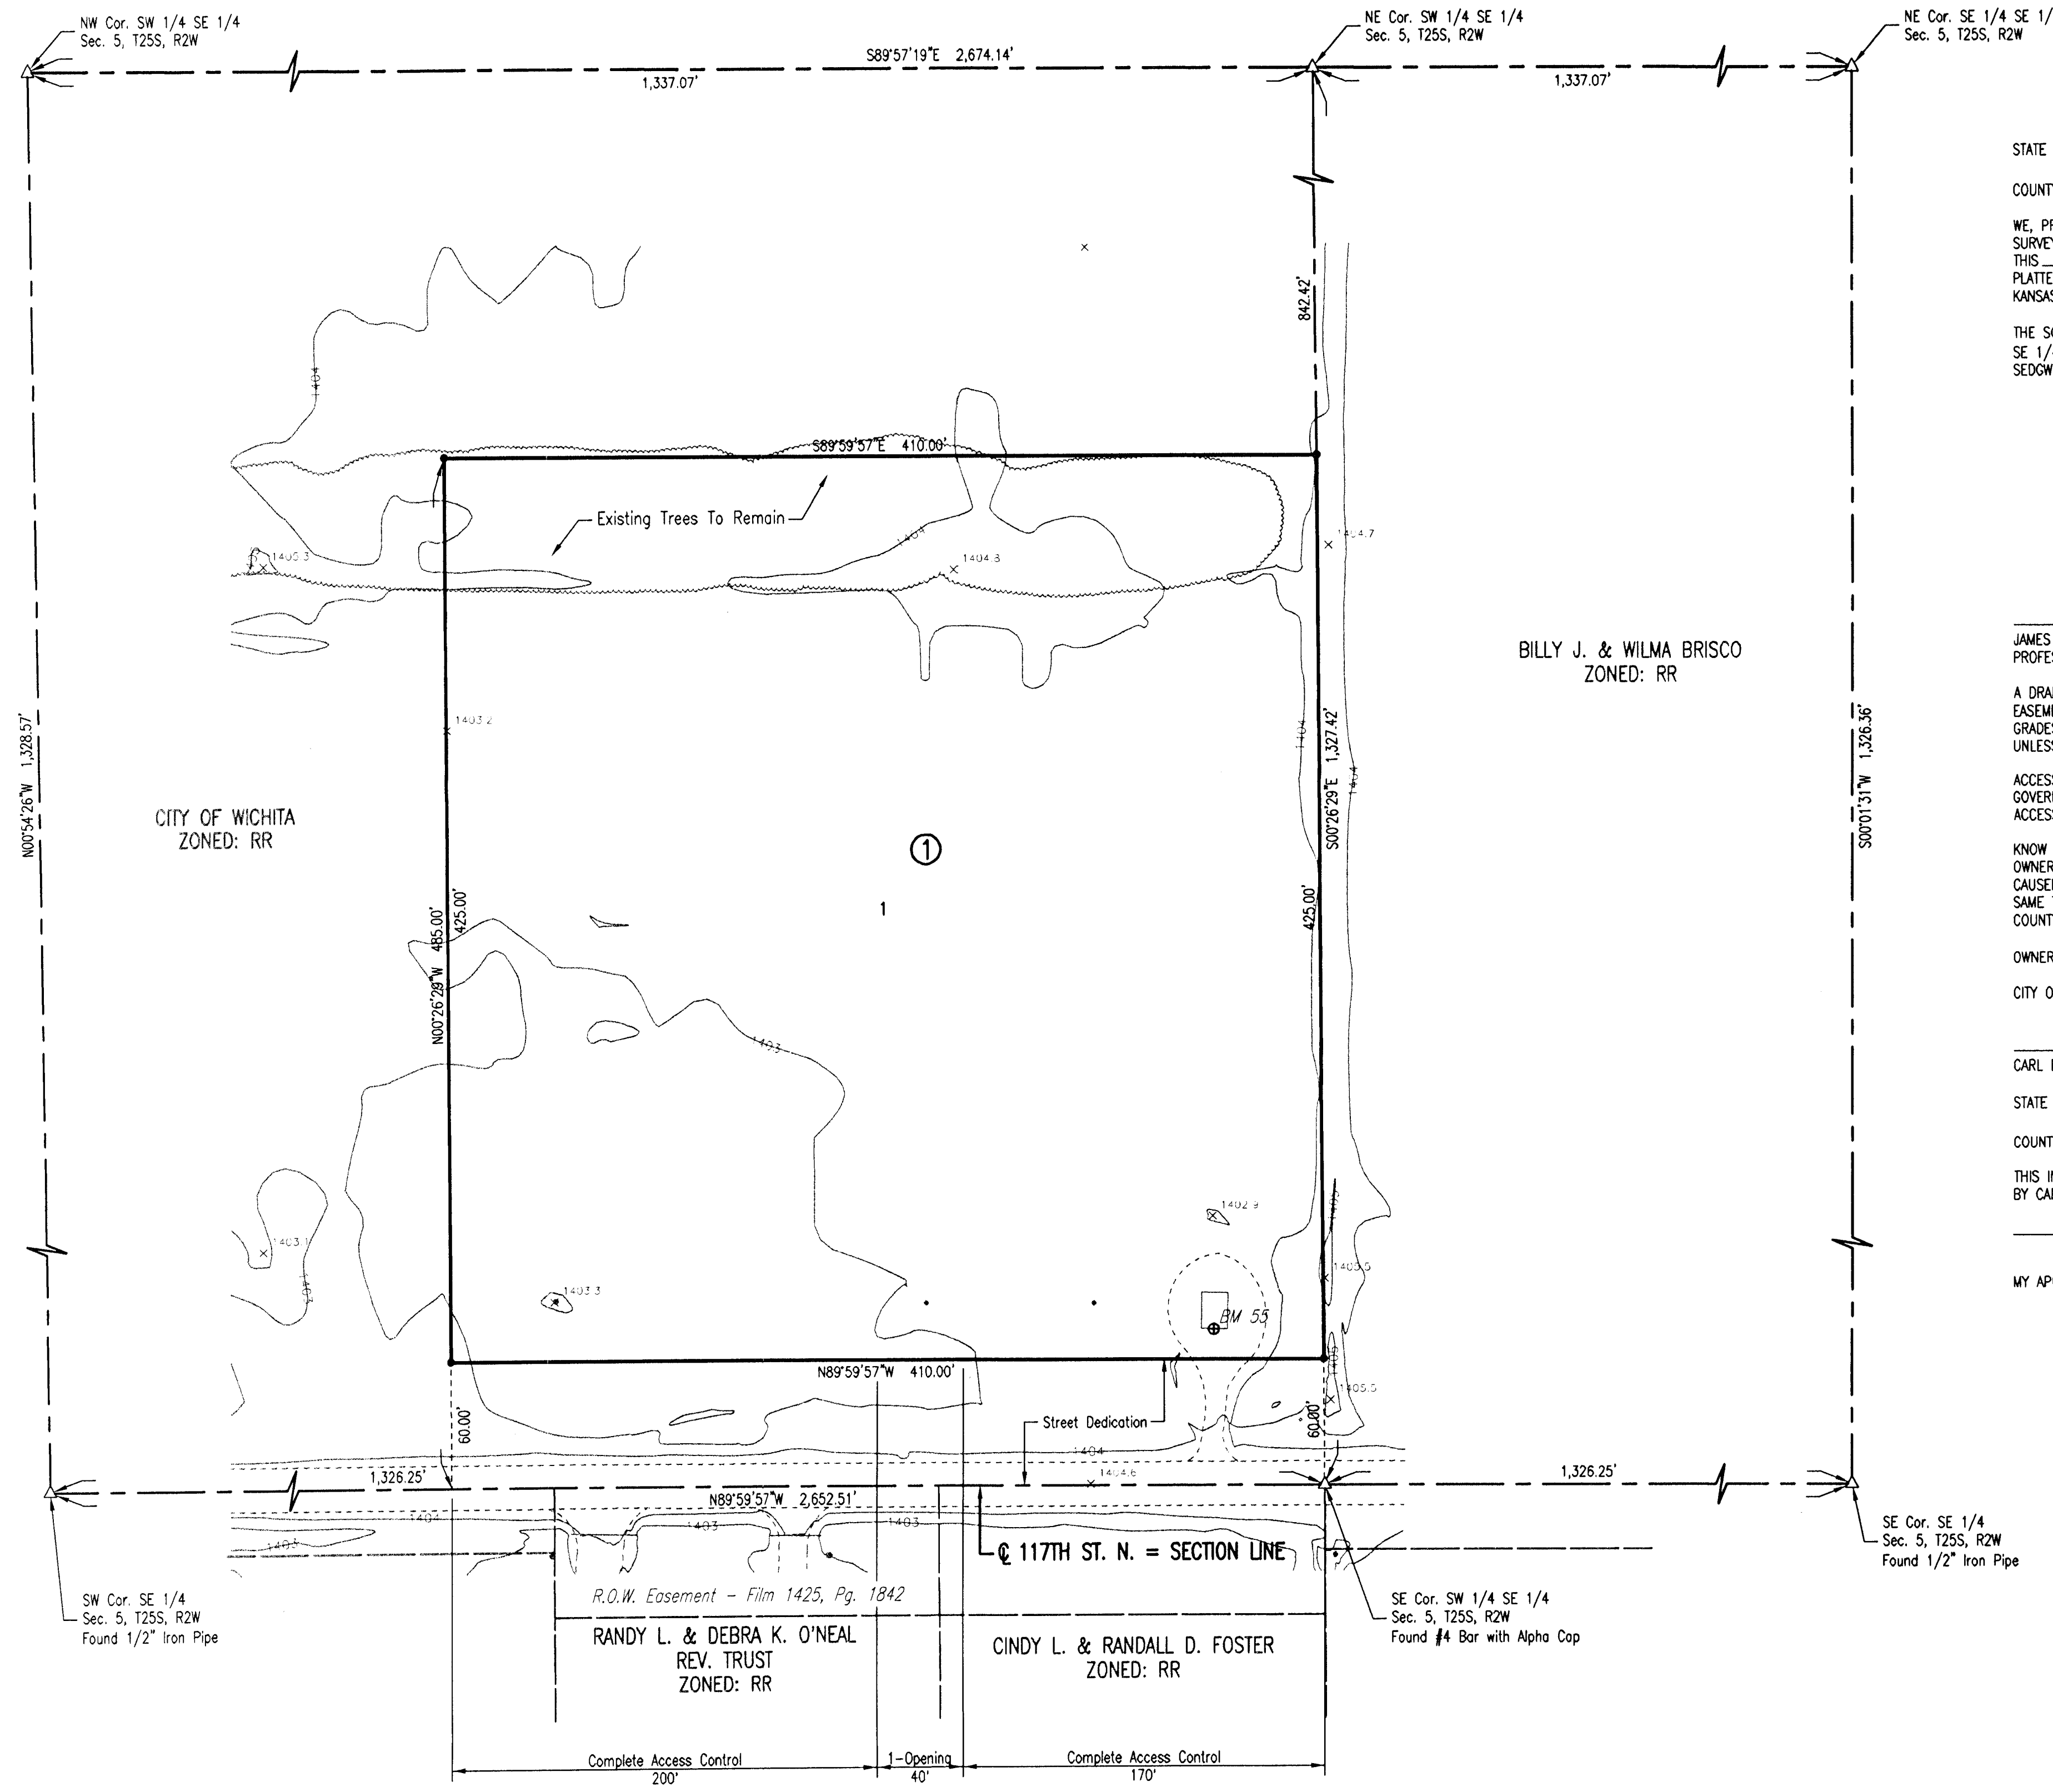 NW Cor. SW 1/4 SE 1/4
Sec. 5, T25S, R2W
NE Cor. SW 1/4 SE 1/4
Sec. 5, T25S, R2W
NE Cor. SE 1/4 SE 1/
Sec. 5, T25S, R2W
S89°57'19"E 2,674.14'
1,337.07'
1,337.07'
STATE
COUNT
WE, PR
SURVE
THIS
PLATTE
KANSAS
842.42'
THE SO
SE 1/
SEDGW
1404
S89°59'57"E 410.00'
Existing Trees To Remain
1404
1404.7
1404.8
BILLY J. & WILMA BRISCO
ZONED: RR
JAMES
PROFES
A DRA
EASEM
GRADES
UNLESS
1403.2
1404
1404
N00°54'26"W 1,328.57'
S00°26'29"E 1,327.42'
S00°01'31"W 1,326.36'
ACCESS
GOVER
ACCESS
CITY OF WICHITA
ZONED: RR
1
1
KNOW
OWNER
CAUSE
SAME
COUNT
N00°26'29"W 485.00'
425.00'
425.00'
OWNER
CITY O
1403
CARL
STATE
COUNT
THIS I
BY CA
1402.9
1403.1
1403
1403.3
BM 55
MY AP
N89°59'57"W 410.00'
60.00'
Street Dedication
60.00'
1404
1404.6
1,326.25'
1,326.25'
N89°59'57"W 2,652.51'
1404
1403
1403
1403
℄ 117TH ST. N. = SECTION LINE
SE Cor. SE 1/4
Sec. 5, T25S, R2W
Found 1/2" Iron Pipe
R.O.W. Easement – Film 1425, Pg. 1842
SW Cor. SE 1/4
Sec. 5, T25S, R2W
Found 1/2" Iron Pipe
SE Cor. SW 1/4 SE 1/4
Sec. 5, T25S, R2W
Found #4 Bar with Alpha Cap
RANDY L. & DEBRA K. O'NEAL
REV. TRUST
ZONED: RR
CINDY L. & RANDALL D. FOSTER
ZONED: RR
Complete Access Control
200'
1-Opening
40'
Complete Access Control
170'